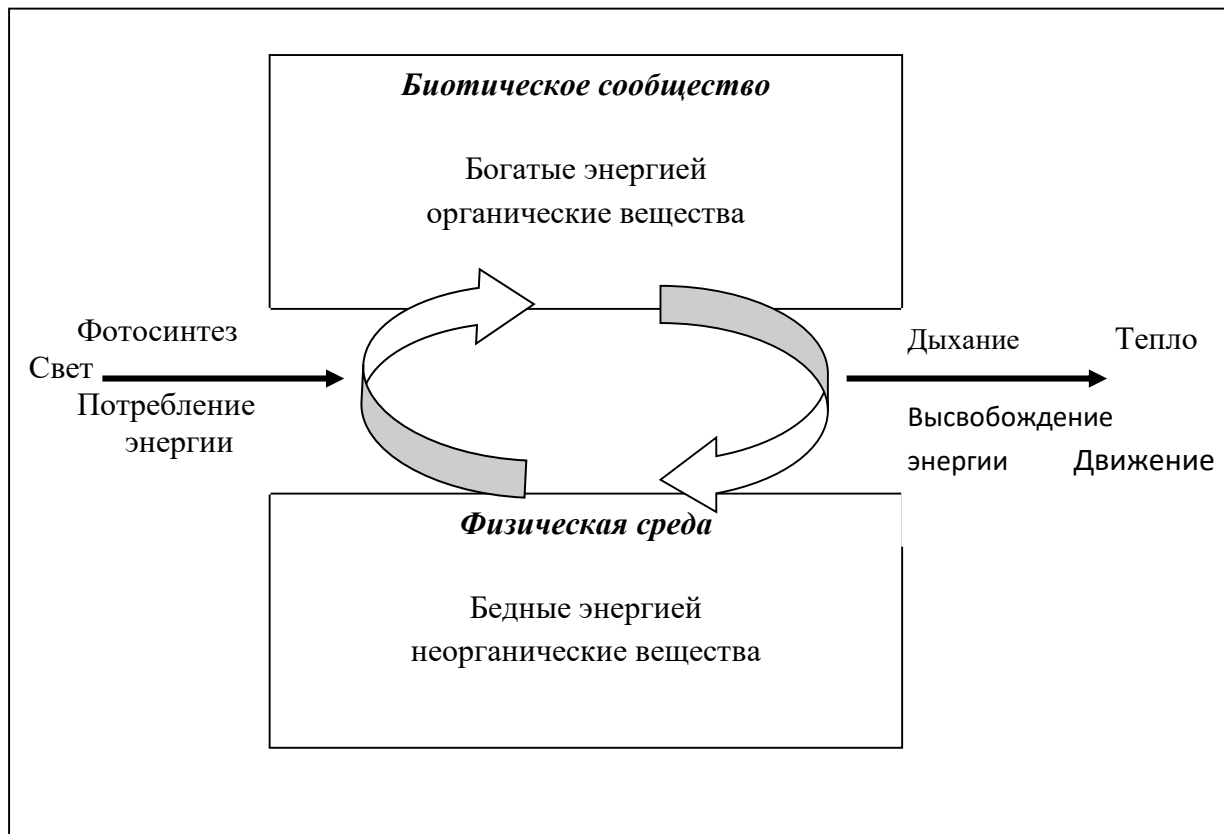 Биотическое сообщество
Богатые энергией
органические вещества
Фотосинтез
Свет
Потребление
энергии
Дыхание
Тепло
Высвобождение
энергии
Движение
Физическая среда
Бедные энергией
неорганические вещества